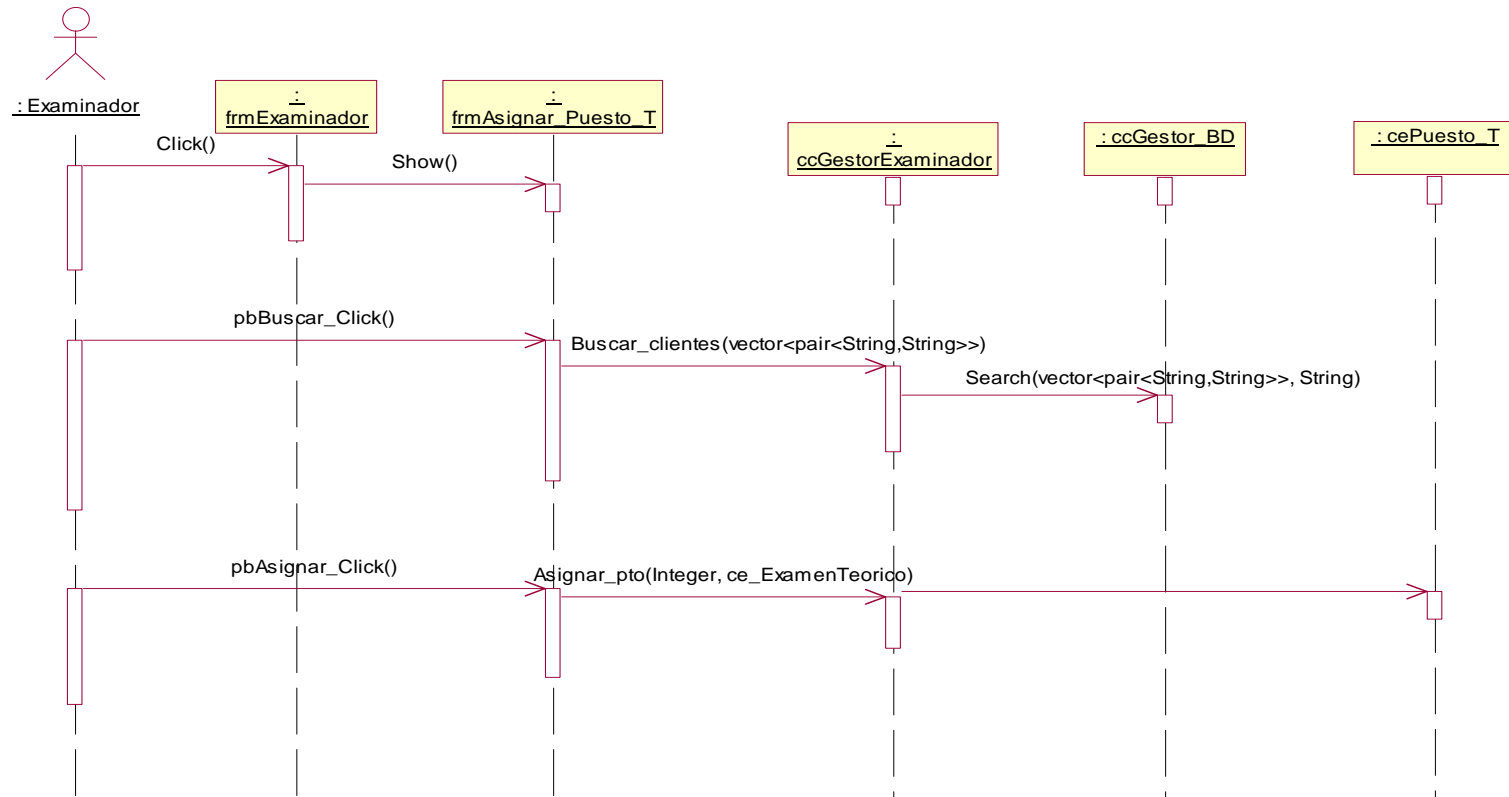 : Examinador
:
frmExaminador
:
frmAsignar_Puesto_T
:
ccGestorExaminador
: ccGestor_BD
: cePuesto_T
Click()
Show()
pbBuscar_Click()
Buscar_clientes(vector<pair<String,String>>)
Search(vector<pair<String,String>>, String)
pbAsignar_Click()
Asignar_pto(Integer, ce_ExamenTeorico)